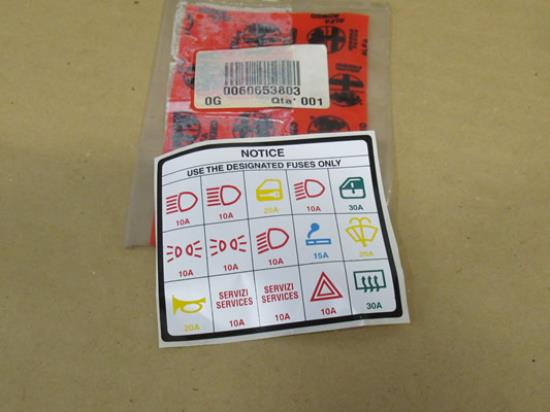 0060653803
0G Qta' 001
NOTICE
USE THE DESIGNATED FUSES ONLY
10A 10A 20A 10A 30A
10A 10A 10A 15A 20A
20A SERVIZI SERVICES 10A SERVIZI SERVICES 10A 10A 30A